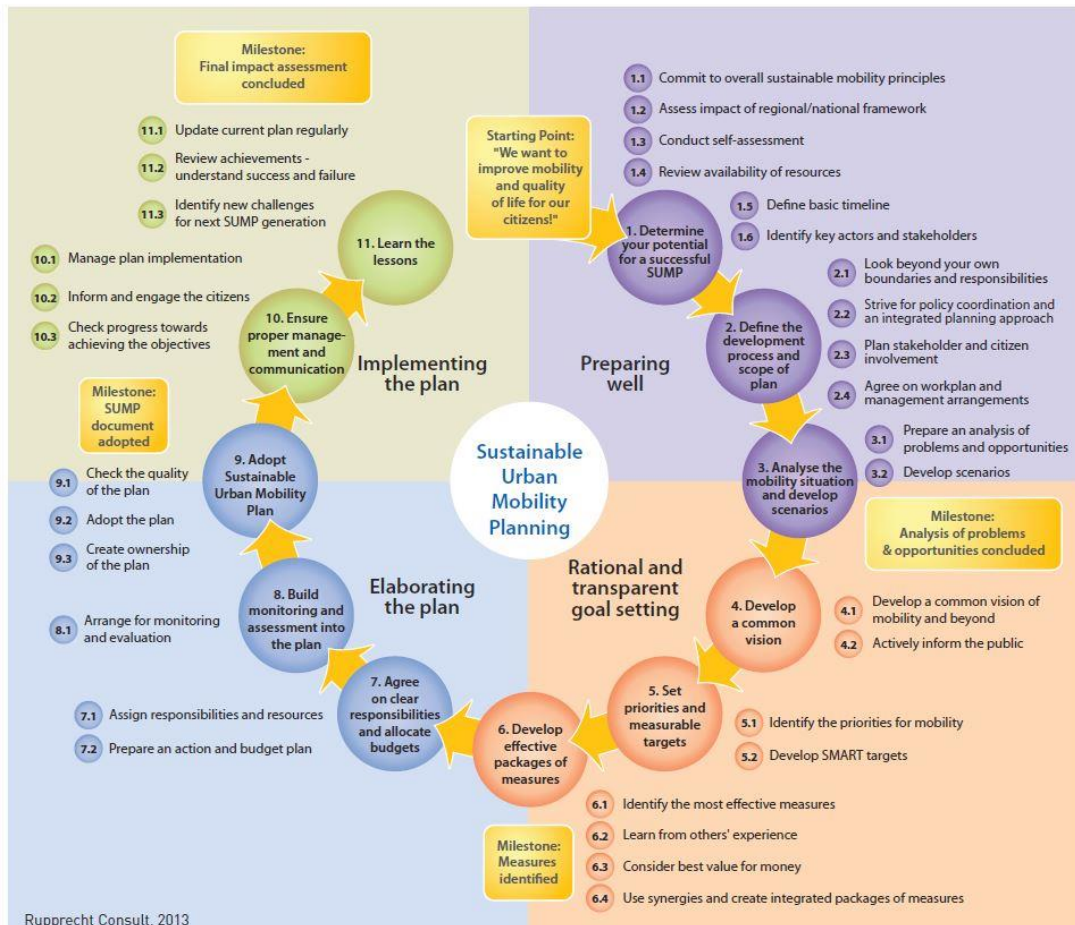 Starting Point:
"We want to
improve mobility
and quality
of life for our
citizens!"
1. Determine
your potential
for a successful
SUMP
1.1 Commit to overall sustainable mobility principles
1.2 Assess impact of regional/national framework
1.3 Conduct self-assessment
1.4 Review availability of resources
1.5 Define basic timeline
1.6 Identify key actors and stakeholders
2. Define the
development
process and
scope of
plan
2.1 Look beyond your own
boundaries and responsibilities
2.2 Strive for policy coordination and
an integrated planning approach
2.3 Plan stakeholder and citizen
involvement
2.4 Agree on workplan and
management arrangements
Preparing
well
3. Analyse the
mobility situation
and develop
scenarios
3.1 Prepare an analysis of
problems and opportunities
3.2 Develop scenarios
Milestone:
Analysis of problems
& opportunities concluded
Sustainable
Urban
Mobility
Planning
Rational and
transparent
goal setting
4. Develop
a common
vision
4.1 Develop a common vision of
mobility and beyond
4.2 Actively inform the public
5. Set
priorities and
measurable
targets
5.1 Identify the priorities for mobility
5.2 Develop SMART targets
6. Develop
effective
packages of
measures
6.1 Identify the most effective measures
6.2 Learn from others' experience
6.3 Consider best value for money
6.4 Use synergies and create integrated packages of measures
Milestone:
Measures
identified
Elaborating
the plan
7. Agree
on clear
responsibilities
and allocate
budgets
7.1 Assign responsibilities and resources
7.2 Prepare an action and budget plan
8. Build
monitoring and
assessment into
the plan
8.1 Arrange for monitoring
and evaluation
9. Adopt
Sustainable
Urban Mobility
Plan
9.1 Check the quality
of the plan
9.2 Adopt the plan
9.3 Create ownership
of the plan
Milestone:
SUMP
document
adopted
Implementing
the plan
10. Ensure
proper manage-
ment and
communication
10.1 Manage plan implementation
10.2 Inform and engage the citizens
10.3 Check progress towards
achieving the objectives
11. Learn the
lessons
11.1 Update current plan regularly
11.2 Review achievements -
understand success and failure
11.3 Identify new challenges
for next SUMP generation
Milestone:
Final impact assessment
concluded
Rupprecht Consult, 2013